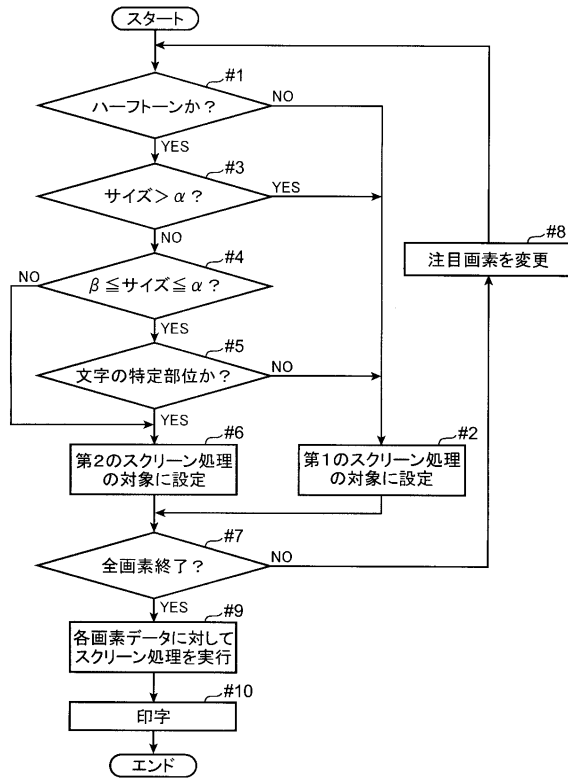 スタート
#1
ハーフトーンか？
NO
YES
#3
サイズ＞α？
YES
NO
#4
#8
注目画素を変更
NO
β≦サイズ≦α？
YES
#5
文字の特定部位か？
NO
YES
#6
第2のスクリーン処理
の対象に設定
#2
第1のスクリーン処理
の対象に設定
#7
全画素終了？
NO
YES
#9
各画素データに対して
スクリーン処理を実行
#10
印字
エンド